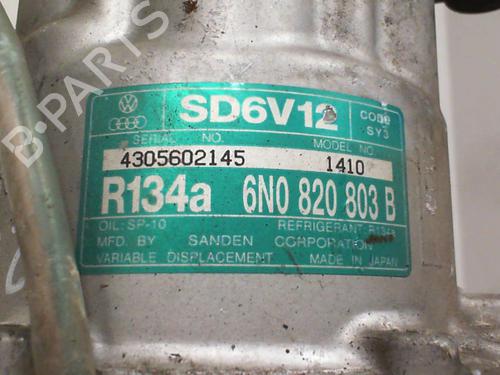 B-PARTS
SD6V12 CODE SY3
SERIAL NO. MODEL NO.
4305602145 1410
R134a 6N0 820 803 B
OIL: SP-10 REFRIGERANT: R134a
MFD. BY SANDEN CORPORATION
VARIABLE DISPLACEMENT MADE IN JAPAN